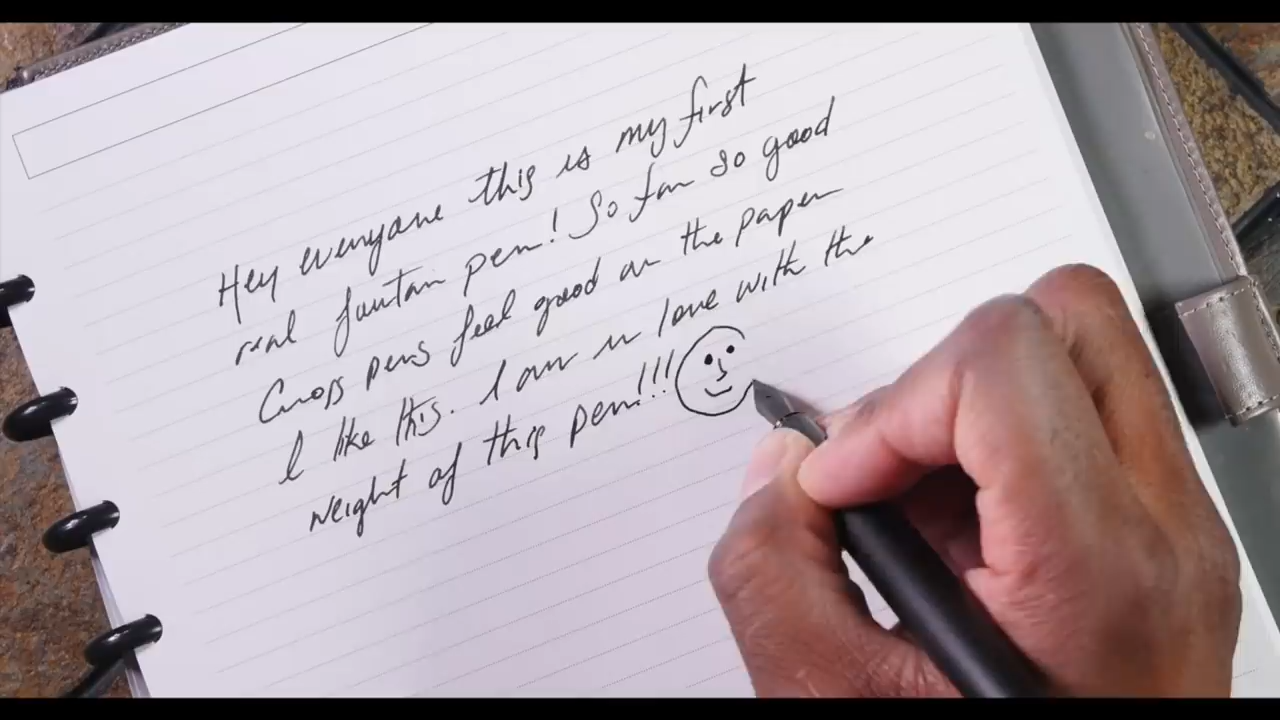 Hey everyone this is my first
real fountain pen! So far so good
Cross pens feel good on the paper
I like this. I am in love with the
weight of this pen!!!